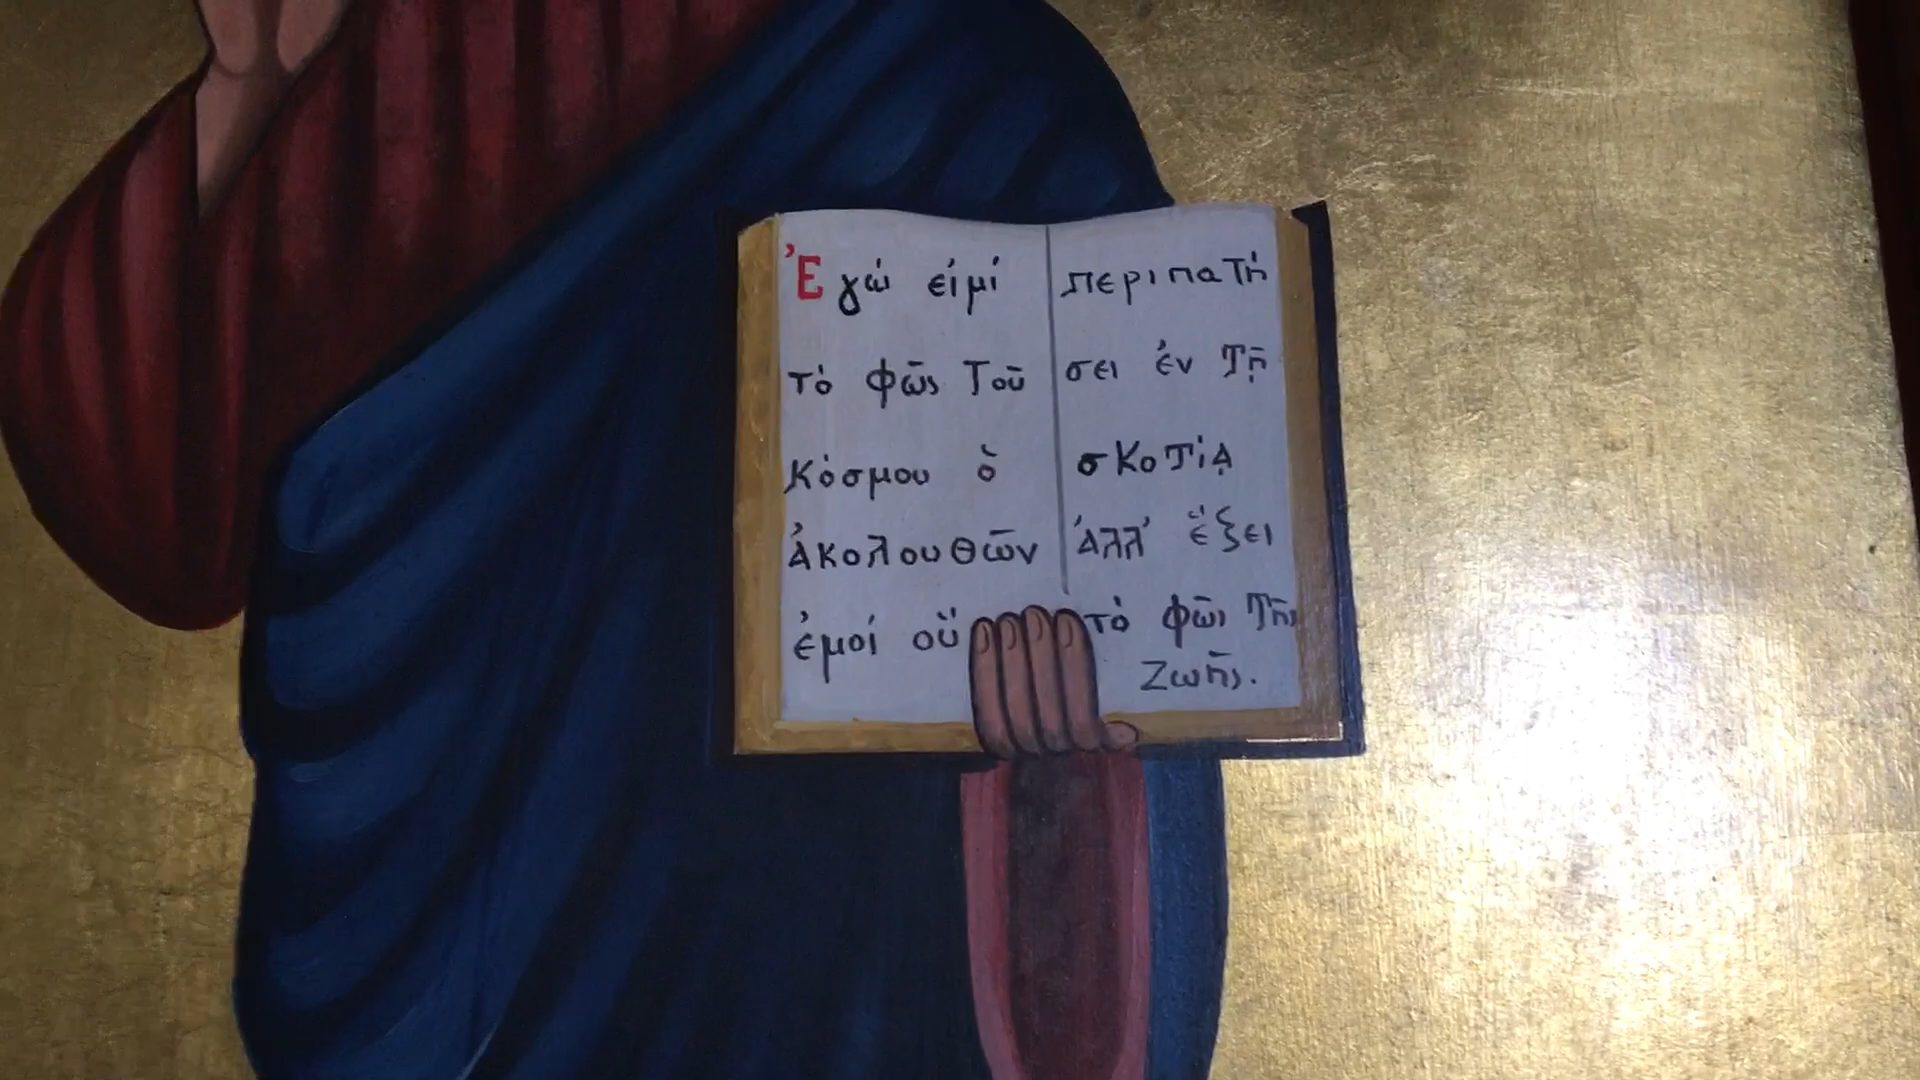 Ἐγώ εἰμί
τό φῶς Τοῦ
Κόσμου ὁ
Ἀκολουθῶν
ἐμοί οὔ
περιπατή
σει ἐν Τῇ
σκοτίᾳ
Ἀλλ' ἕξει
τὸ φῶς Τῆς
Ζωῆς.